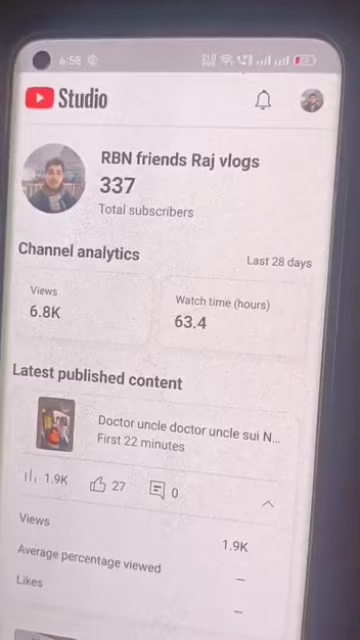 6:58
Studio
RBN friends Raj vlogs
337
Total subscribers
Channel analytics
Last 28 days
Views
6.8K
Watch time (hours)
63.4
Latest published content
Doctor uncle doctor uncle sui N...
First 22 minutes
1.9K 27 0
Views
1.9K
Average percentage viewed
–
Likes
–